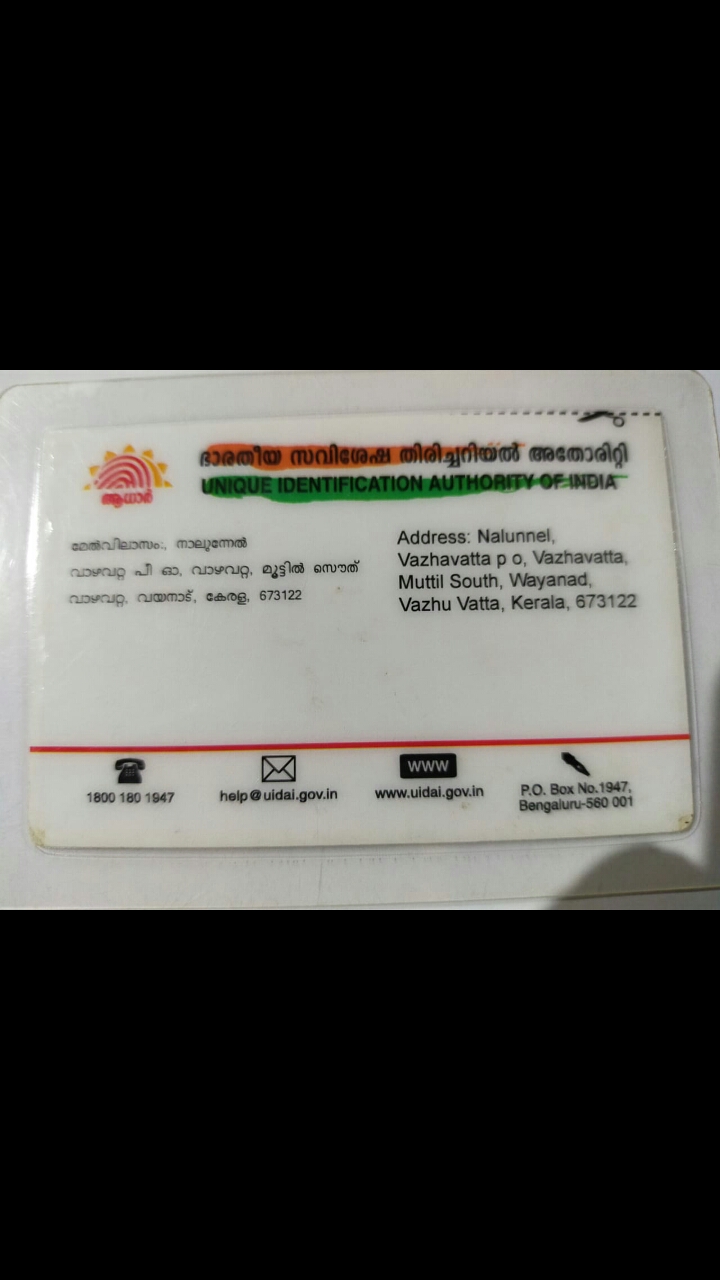 ഭാരതീയ സവിശേഷ തിരിച്ചറിയൽ അതോരിറ്റി
UNIQUE IDENTIFICATION AUTHORITY OF INDIA
ആധാർ
മേൽവിലാസം:, നാലുന്നേൽ
വാഴവറ്റ പീ ഓ, വാഴവറ്റ, മൂട്ടിൽ സൌത്
വാഴവറ്റ, വയനാട്, കേരള, 673122
Address: Nalunnel,
Vazhavatta p o, Vazhavatta,
Muttil South, Wayanad,
Vazhu Vatta, Kerala, 673122
1800 180 1947
help@uidai.gov.in
WWW
www.uidai.gov.in
P.O. Box No.1947,
Bengaluru-560 001